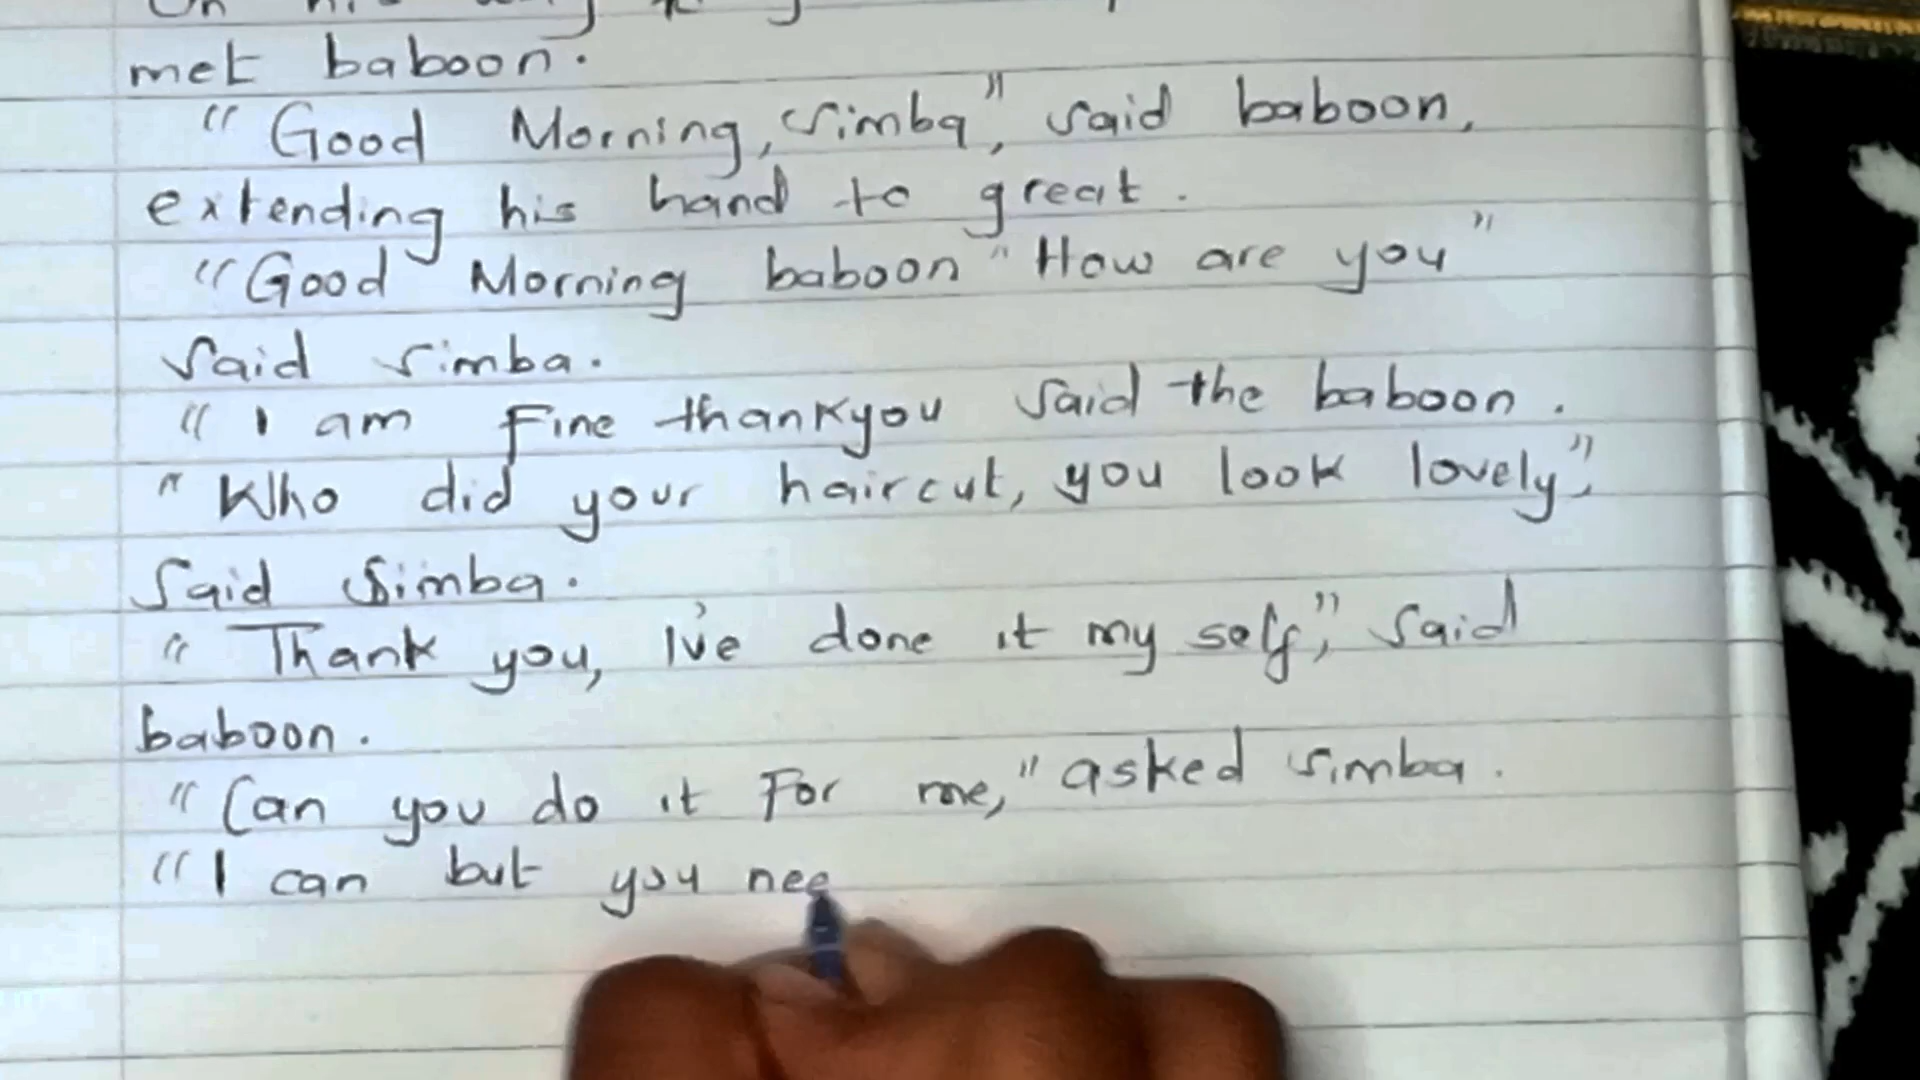 met baboon.
"Good Morning, Simba", said baboon,
extending his hand to great.
"Good Morning baboon" How are you"
Said Simba.
"I am Fine thankyou said the baboon.
"Who did your haircut, you look lovely",
Said Simba.
"Thank you, I've done it my self", said
baboon.
"Can you do it For me," asked Simba.
"I can but you nee